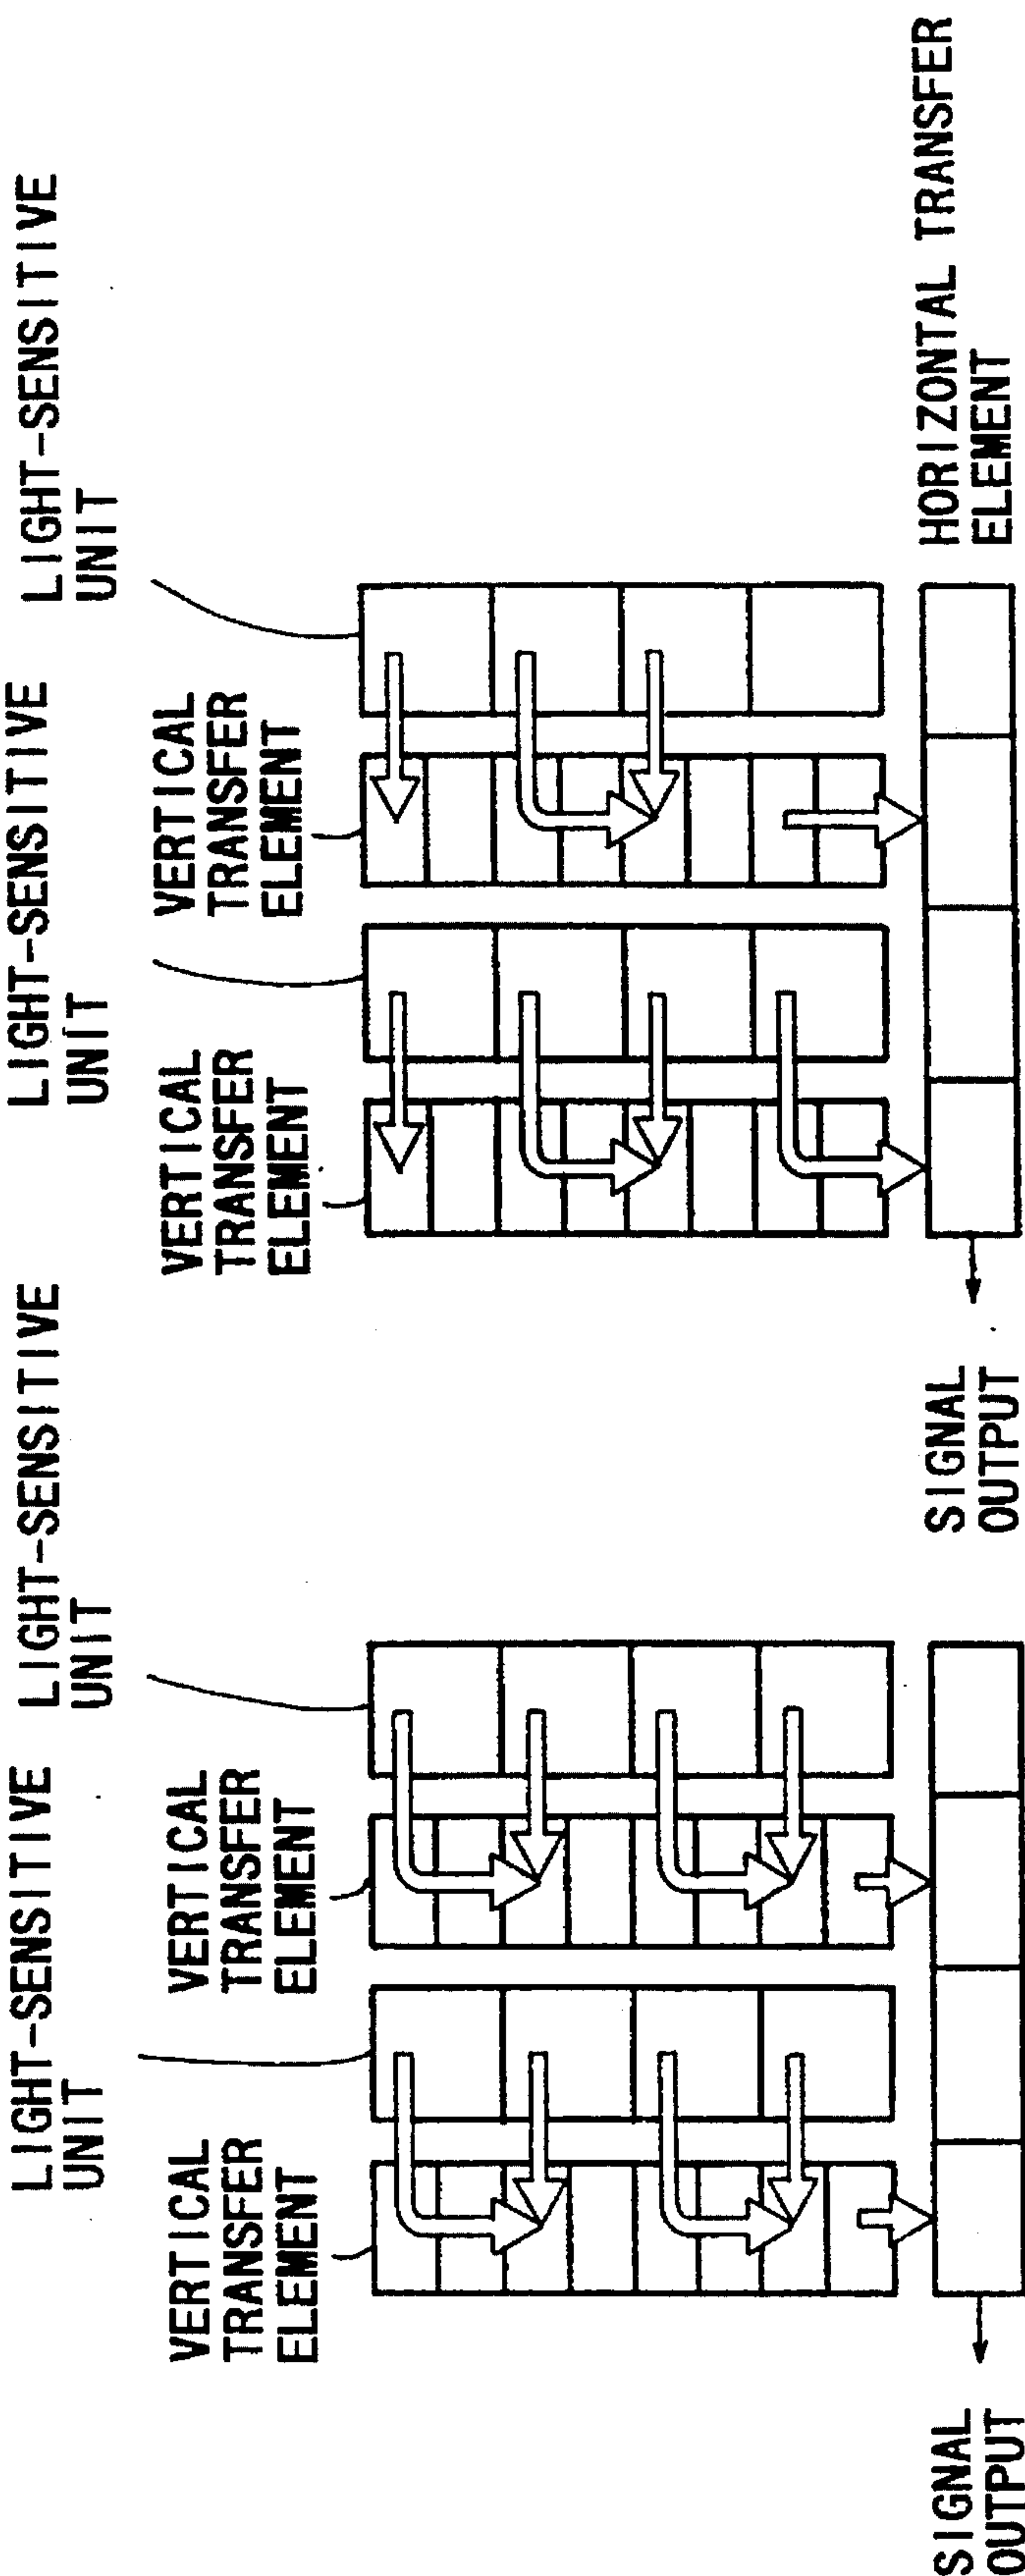 LIGHT-SENSITIVE
UNIT
LIGHT-SENSITIVE
UNIT
LIGHT-SENSITIVE
UNIT
LIGHT-SENSITIVE
UNIT
VERTICAL
TRANSFER
ELEMENT
VERTICAL
TRANSFER
ELEMENT
VERTICAL
TRANSFER
ELEMENT
VERTICAL
TRANSFER
ELEMENT
SIGNAL
OUTPUT
SIGNAL
OUTPUT
HORIZONTAL TRANSFER
ELEMENT